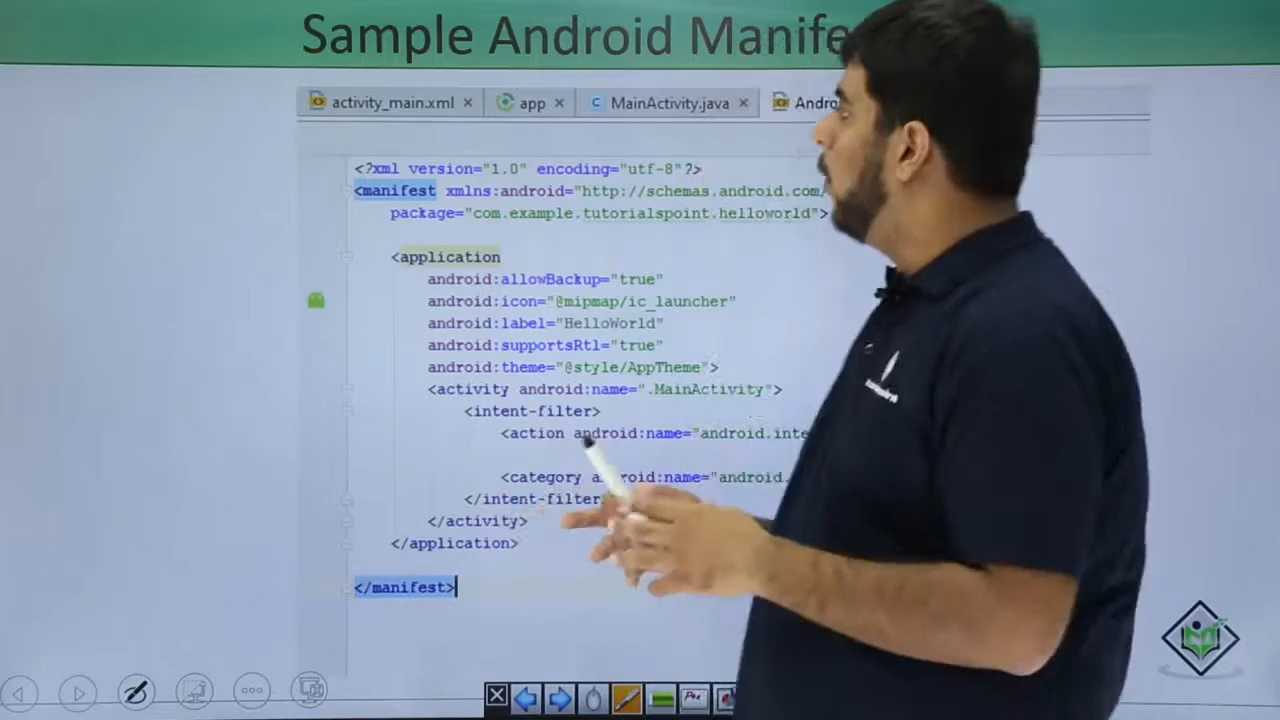 Sample Android Manife
activity_main.xml
app
MainActivity.java
Andro
<?xml version="1.0" encoding="utf-8"?>
<manifest xmlns:android="http://schemas.android.com/
package="com.example.tutorialspoint.helloworld">
<application
android:allowBackup="true"
android:icon="@mipmap/ic_launcher"
android:label="HelloWorld"
android:supportsRtl="true"
android:theme="@style/AppTheme">
<activity android:name=".MainActivity">
<intent-filter>
<action android:name="android.inte
<category android:name="android.
</intent-filter
</activity>
</application>
</manifest>